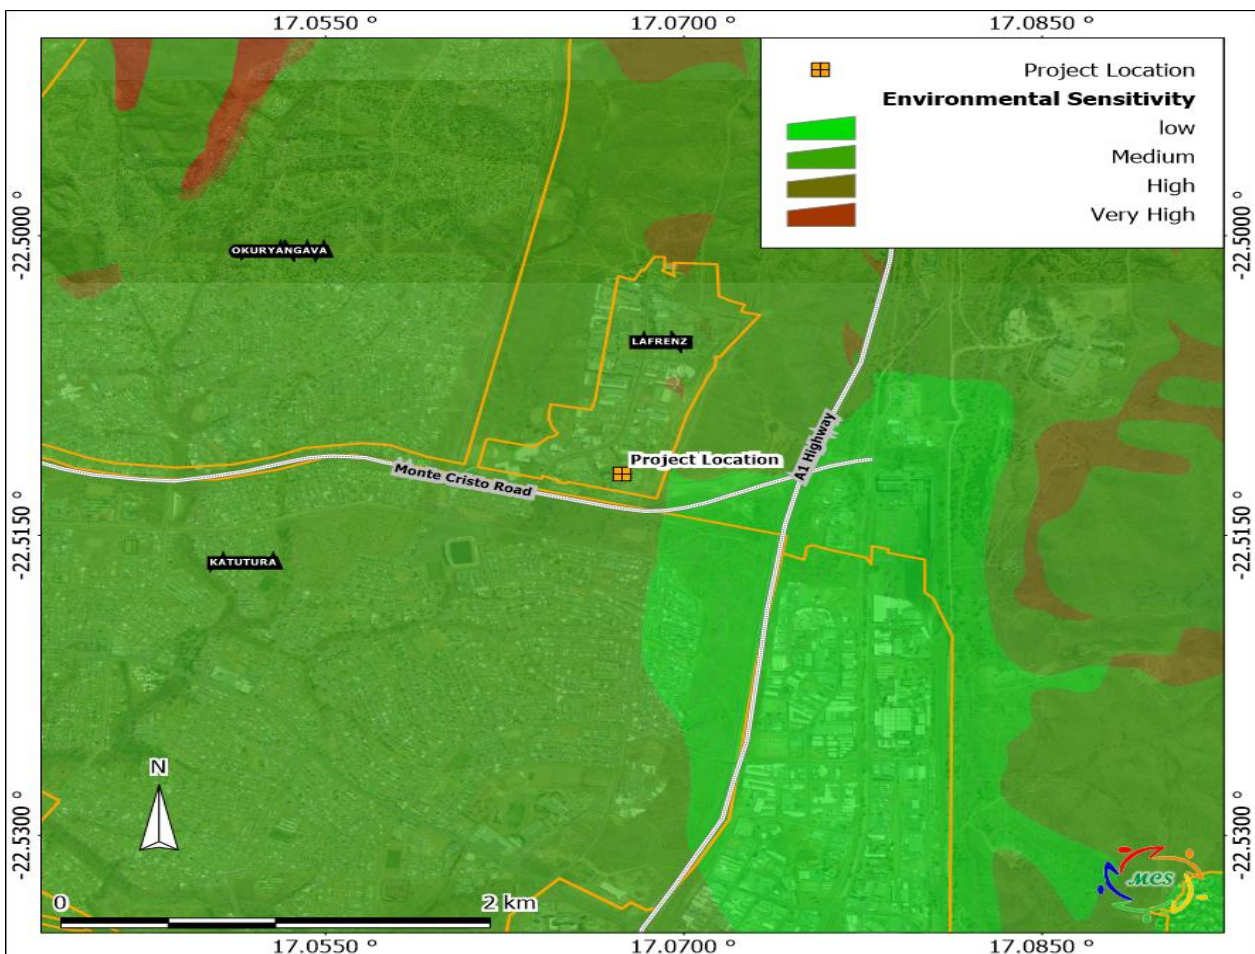 17.0550 °
17.0700 °
17.0850 °
Project Location
Environmental Sensitivity
low
Medium
High
Very High
-22.5000 °
-22.5000 °
OKURYANGAVA
LAFRENZ
Project Location
A1 Highway
Monte Cristo Road
-22.5150 °
-22.5150 °
KATUTURA
N
-22.5300 °
-22.5300 °
MCS
0
2 km
17.0550 °
17.0700 °
17.0850 °